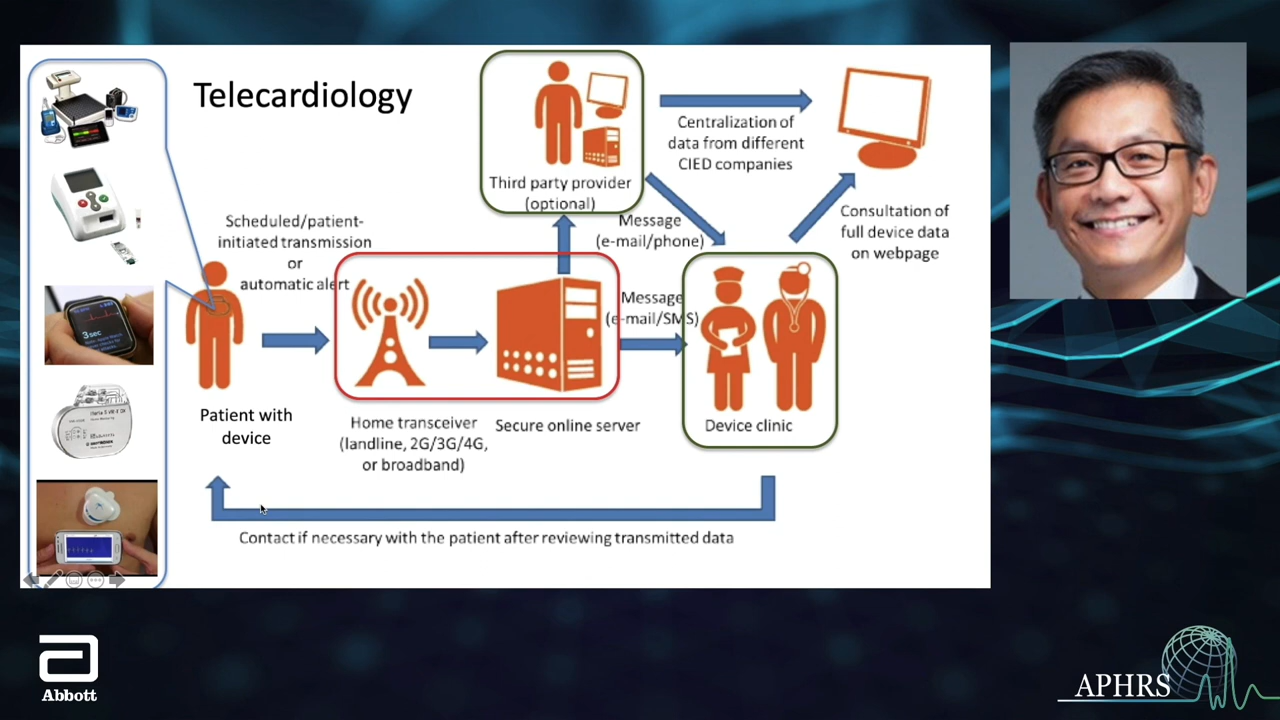 Telecardiology
Third party provider
(optional)
Centralization of
data from different
CIED companies
Scheduled/patient-
initiated transmission
or
automatic alert
Message
(e-mail/phone)
Consultation of
full device data
on webpage
Message
(e-mail/SMS)
3sec
Patient with
device
Home transceiver
(landline, 2G/3G/4G,
or broadband)
Secure online server
Device clinic
Contact if necessary with the patient after reviewing transmitted data
Abbott
APHRS